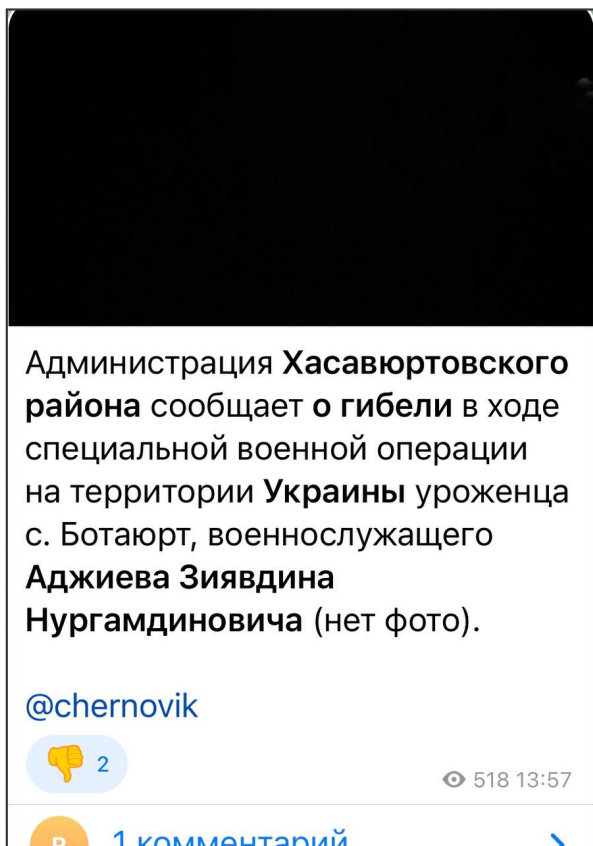 Администрация Хасавюртовского
района сообщает о гибели в ходе
специальной военной операции
на территории Украины уроженца
с. Ботаюрт, военнослужащего
Аджиева Зиявдина
Нургамдиновича (нет фото).
@chernovik
2
518 13:57
1 комментарий